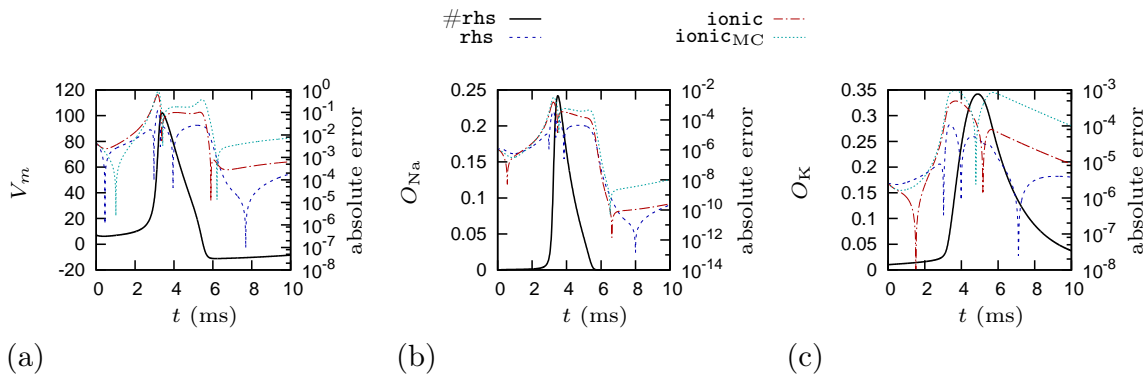 #rhs
rhs
ionic
ionic_MC
120
100
80
60
40
20
0
-20
V_m
0 2 4 6 8 10
t (ms)
10^0
10^-1
10^-2
10^-3
10^-4
10^-5
10^-6
10^-7
10^-8
absolute error
(a)
0.25
0.2
0.15
0.1
0.05
0
O_Na
0 2 4 6 8 10
t (ms)
10^-2
10^-4
10^-6
10^-8
10^-10
10^-12
10^-14
absolute error
(b)
0.35
0.3
0.25
0.2
0.15
0.1
0.05
0
O_K
0 2 4 6 8 10
t (ms)
10^-3
10^-4
10^-5
10^-6
10^-7
10^-8
absolute error
(c)